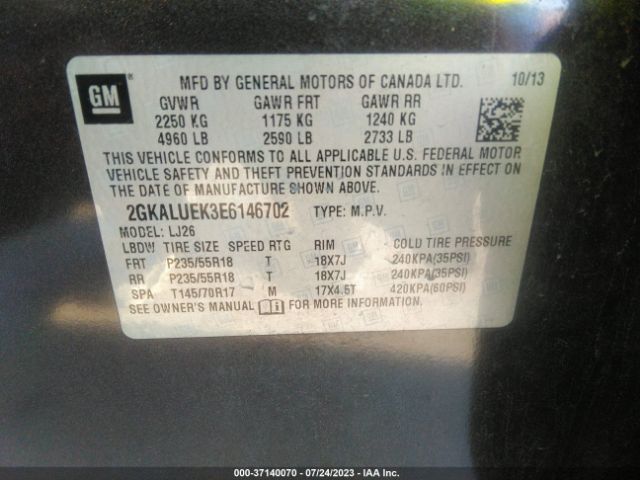 GM
MFD BY GENERAL MOTORS OF CANADA LTD. 10/13
GVWR GAWR FRT GAWR RR
2250 KG 1175 KG 1240 KG
4960 LB 2590 LB 2733 LB
THIS VEHICLE CONFORMS TO ALL APPLICABLE U.S. FEDERAL MOTOR
VEHICLE SAFETY AND THEFT PREVENTION STANDARDS IN EFFECT ON
THE DATE OF MANUFACTURE SHOWN ABOVE.
2GKALUEK3E6146702 TYPE: M.P.V.
MODEL: LJ26
LBDW TIRE SIZE SPEED RTG RIM COLD TIRE PRESSURE
FRT P235/55R18 T 18X7J 240KPA(35PSI)
RR P235/55R18 T 18X7J 240KPA(35PSI)
SPA T145/70R17 M 17X4.5T 420KPA(60PSI)
SEE OWNER'S MANUAL FOR MORE INFORMATION
000-37140070 - 07/24/2023 - IAA Inc.